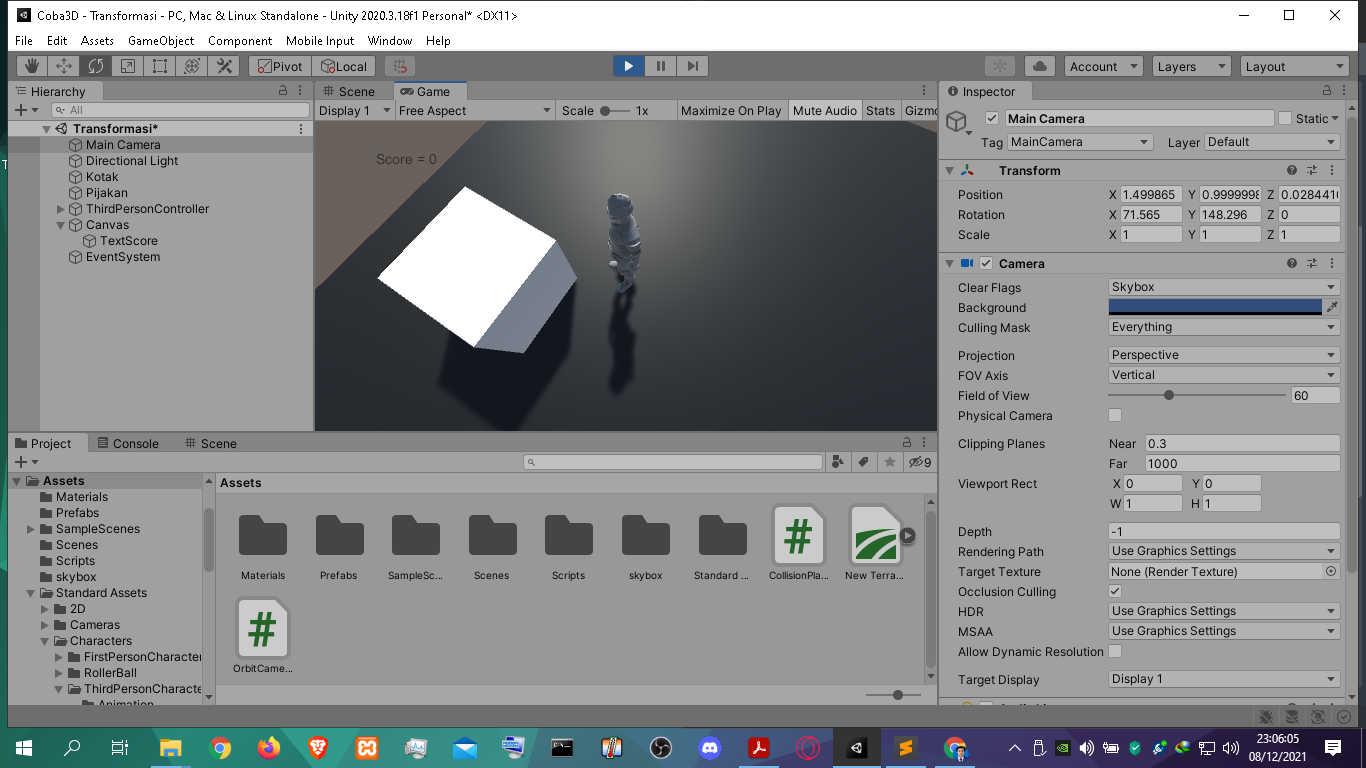 Coba3D - Transformasi - PC, Mac & Linux Standalone - Unity 2020.3.18f1 Personal* <DX11>
File Edit Assets GameObject Component Mobile Input Window Help
Pivot Local Account Layers Layout
Hierarchy
All
Transformasi*
Main Camera
Directional Light
Kotak
Pijakan
ThirdPersonController
Canvas
TextScore
EventSystem
Scene Game
Display 1 Free Aspect Scale 1x Maximize On Play Mute Audio Stats Gizmo
Score = 0
Inspector
Main Camera Static
Tag MainCamera Layer Default
Transform
Position X 1.499865 Y 0.9999998 Z 0.0284410
Rotation X 71.565 Y 148.296 Z 0
Scale X 1 Y 1 Z 1
Camera
Clear Flags Skybox
Background
Culling Mask Everything
Projection Perspective
FOV Axis Vertical
Field of View 60
Physical Camera
Clipping Planes Near 0.3
Far 1000
Viewport Rect X 0 Y 0
W 1 H 1
Depth -1
Rendering Path Use Graphics Settings
Target Texture None (Render Texture)
Occlusion Culling
HDR Use Graphics Settings
MSAA Use Graphics Settings
Allow Dynamic Resolution
Target Display Display 1
Project Console Scene
9
Assets
Materials
Prefabs
SampleScenes
Scenes
Scripts
skybox
Standard Assets
2D
Cameras
Characters
FirstPersonCharacter
RollerBall
ThirdPersonCharacte
Animation
Assets
Materials Prefabs SampleSc... Scenes Scripts skybox Standard ... CollisionPla... New Terra...
OrbitCame...
23:06:05
08/12/2021